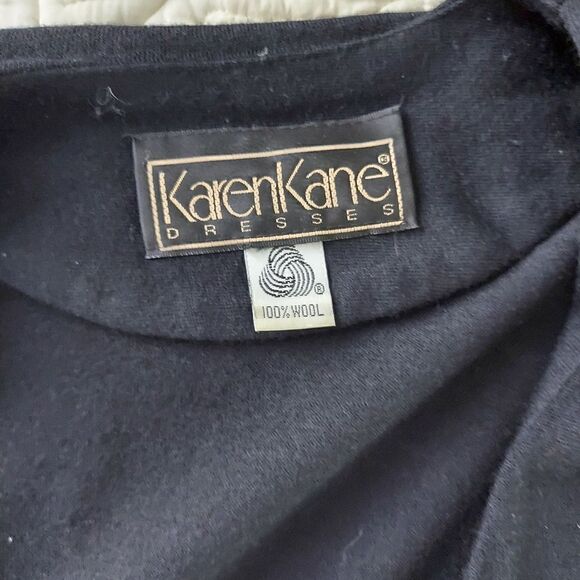 KarenKane®
DRESSES
®
100% WOOL